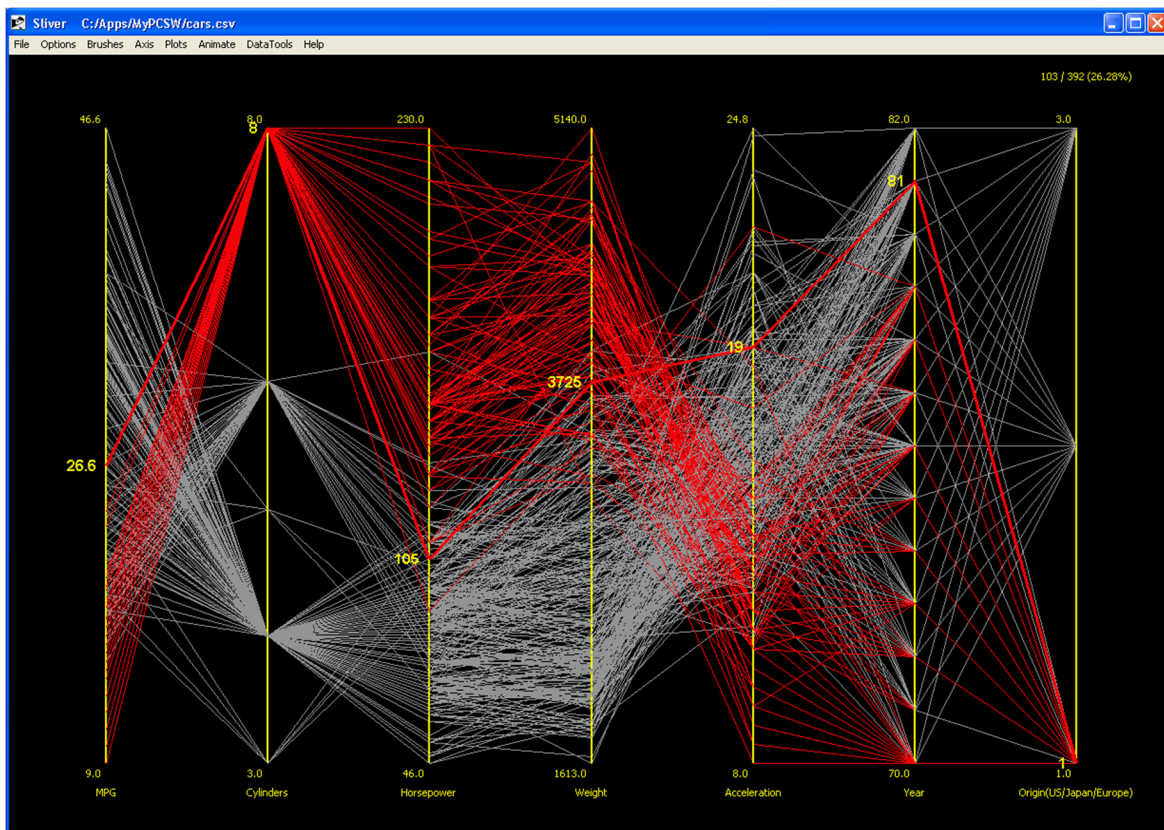 Sliver C:/Apps/MyPCSW/cars.csv
File Options Brushes Axis Plots Animate DataTools Help
103 / 392 (26.28%)
46.6 8.0 230.0 5140.0 24.8 82.0 3.0
8
81
19
3725
26.6
105
1
9.0 3.0 46.0 1613.0 8.0 70.0 1.0
MPG Cylinders Horsepower Weight Acceleration Year Origin(US/Japan/Europe)